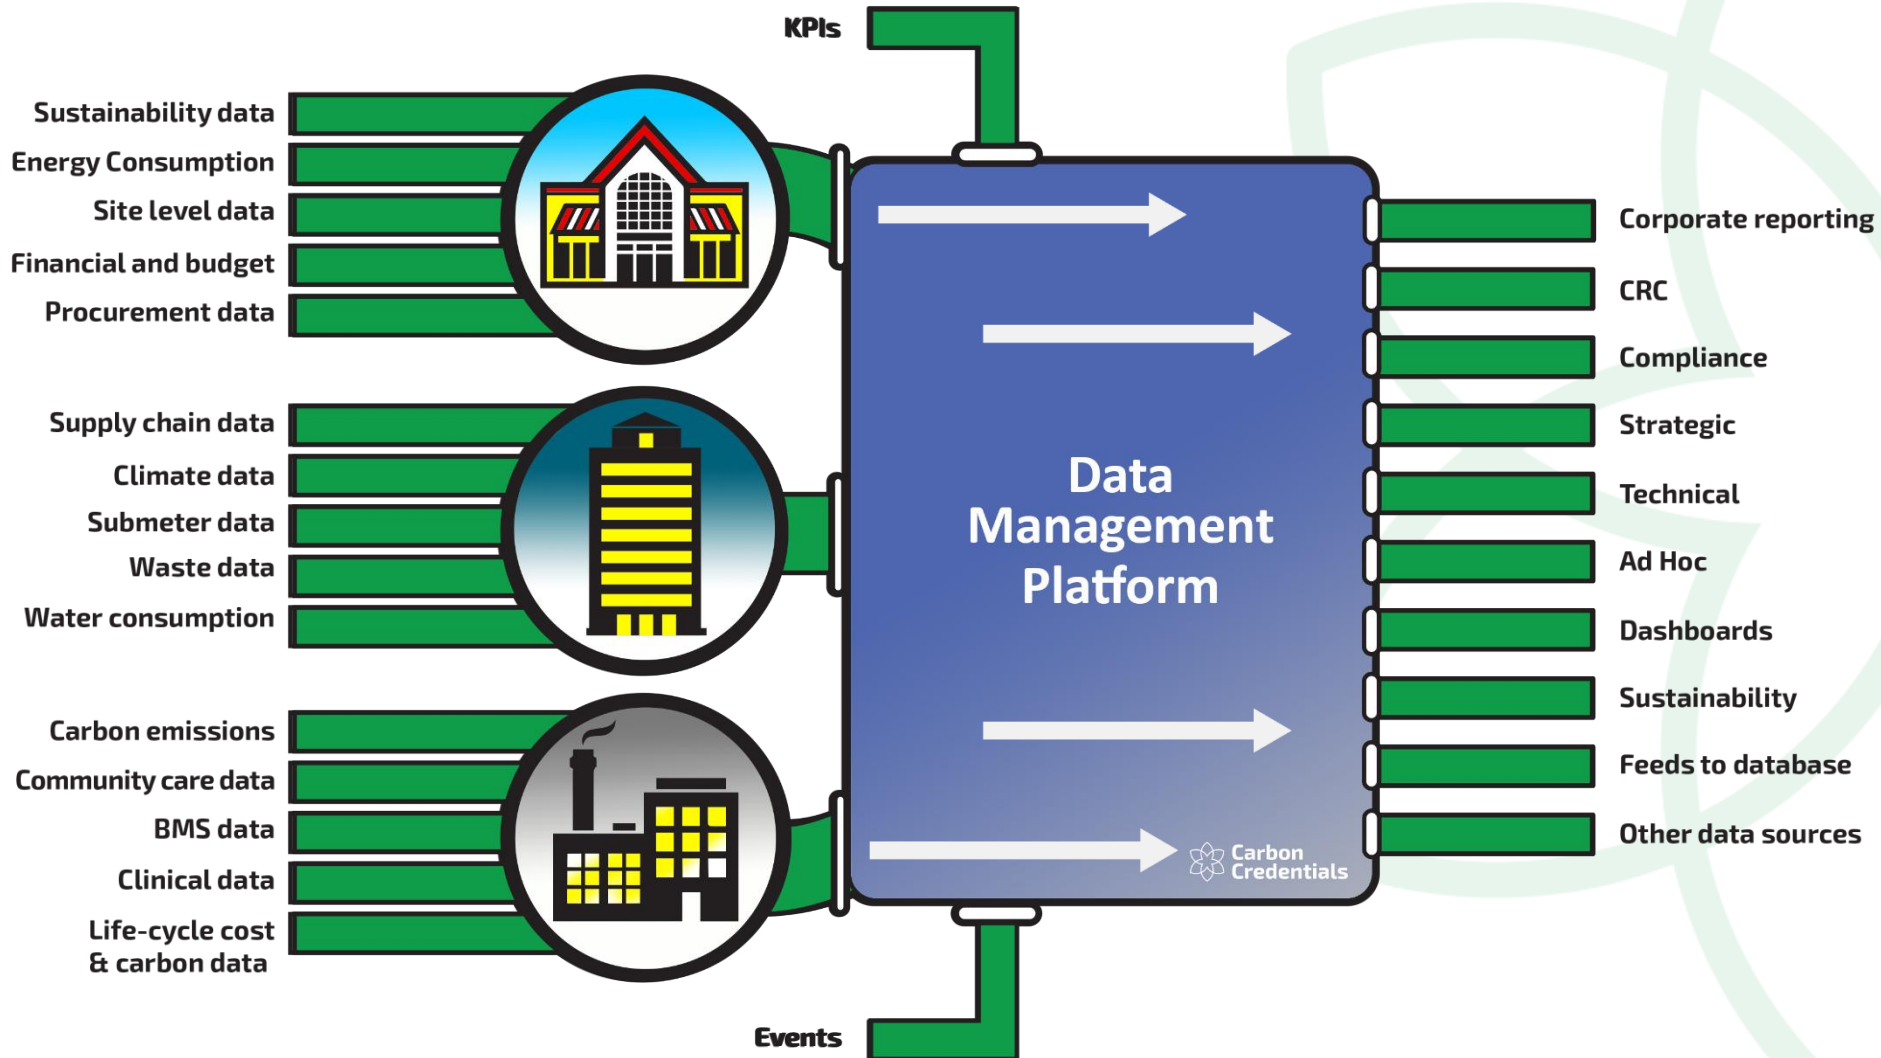 KPIs
Sustainability data
Energy Consumption
Site level data
Financial and budget
Procurement data
Supply chain data
Climate data
Submeter data
Waste data
Water consumption
Carbon emissions
Community care data
BMS data
Clinical data
Life-cycle cost
& carbon data
Events
Data
Management
Platform
Carbon
Credentials
Corporate reporting
CRC
Compliance
Strategic
Technical
Ad Hoc
Dashboards
Sustainability
Feeds to database
Other data sources